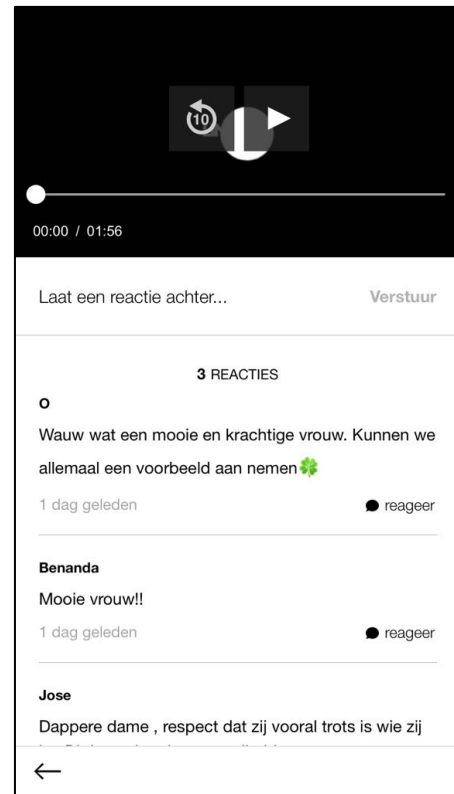 10
00:00 / 01:56
Laat een reactie achter...
Verstuur
3 REACTIES
O
Wauw wat een mooie en krachtige vrouw. Kunnen we
allemaal een voorbeeld aan nemen🍀
1 dag geleden
reageer
Benanda
Mooie vrouw!!
1 dag geleden
reageer
Jose
Dappere dame , respect dat zij vooral trots is wie zij